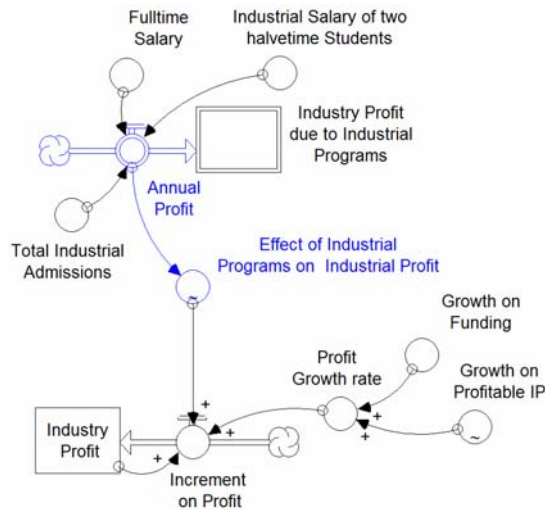 Fulltime
Salary
Industrial Salary of two
halvetime Students
Industry Profit
due to Industrial
Programs
Annual
Profit
Total Industrial
Admissions
Effect of Industrial
Programs on Industrial Profit
~
Growth on
Funding
Profit
Growth rate
Growth on
Profitable IP
~
+
+
+
+
+
Industry
Profit
Increment
on Profit